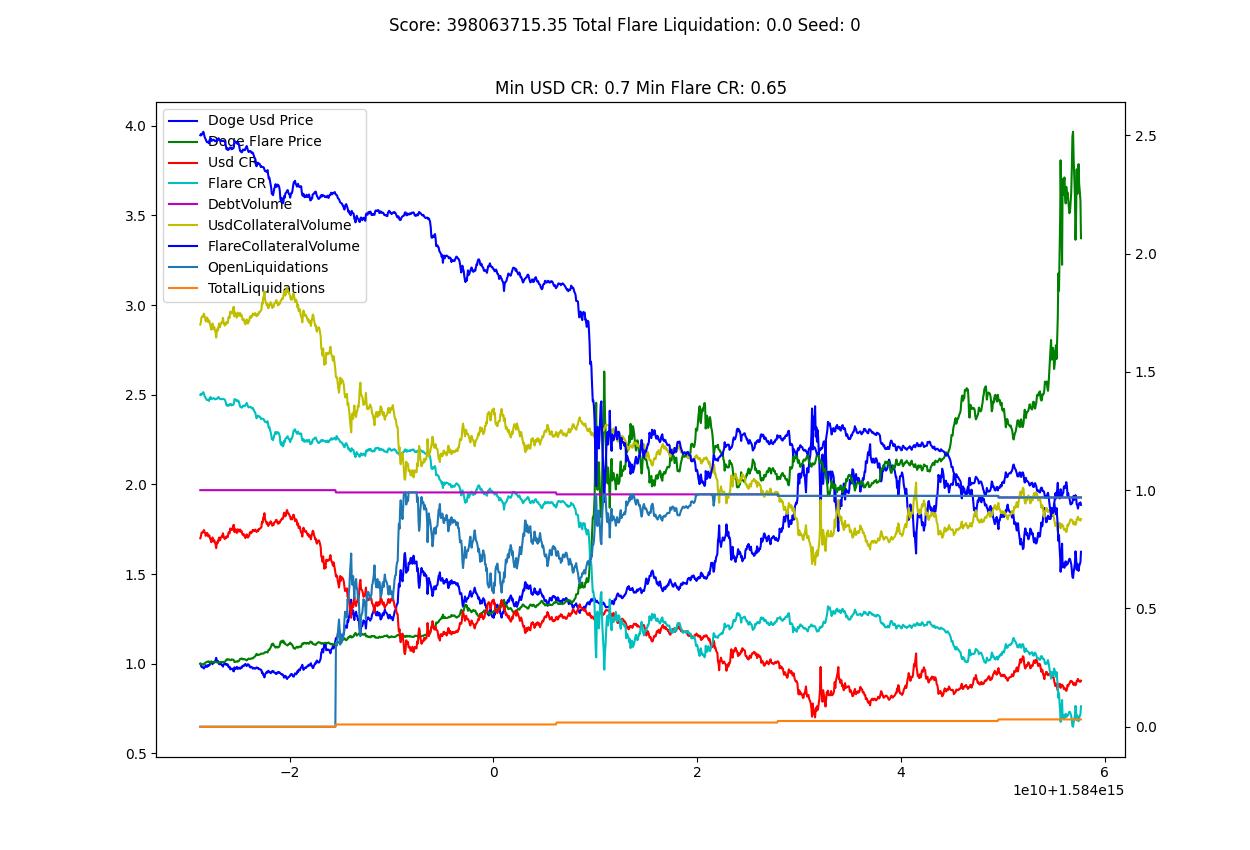 Score: 398063715.35 Total Flare Liquidation: 0.0 Seed: 0
Min USD CR: 0.7 Min Flare CR: 0.65
Doge Usd Price
Doge Flare Price
Usd CR
Flare CR
DebtVolume
UsdCollateralVolume
FlareCollateralVolume
OpenLiquidations
TotalLiquidations
4.0
3.5
3.0
2.5
2.0
1.5
1.0
0.5
2.5
2.0
1.5
1.0
0.5
0.0
−2 0 2 4 6
1e10+1.584e15